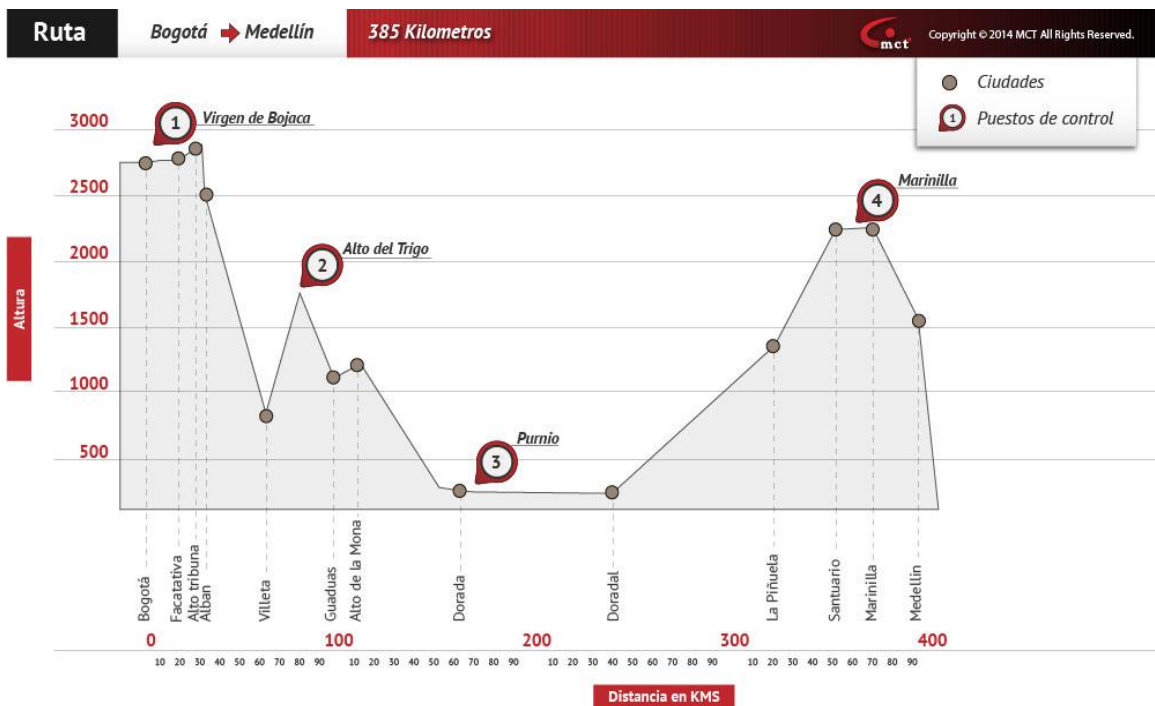 Ruta
Bogotá Medellín
385 Kilometros
mct
Copyright © 2014 MCT All Rights Reserved.
Ciudades
1 Puestos de control
3000
2500
2000
1500
1000
500
Altura
1 Virgen de Bojaca
2 Alto del Trigo
3 Purnio
4 Marinilla
Bogotá
Facatativa
Alto tribuna
Alban
Villeta
Guaduas
Alto de la Mona
Dorada
Doradal
La Piñuela
Santuario
Marinilla
Medellin
0 100 200 300 400
10 20 30 40 50 60 70 80 90 10 20 30 40 50 60 70 80 90 10 20 30 40 50 60 70 80 90 10 20 30 40 50 60 70 80 90
Distancia en KMS